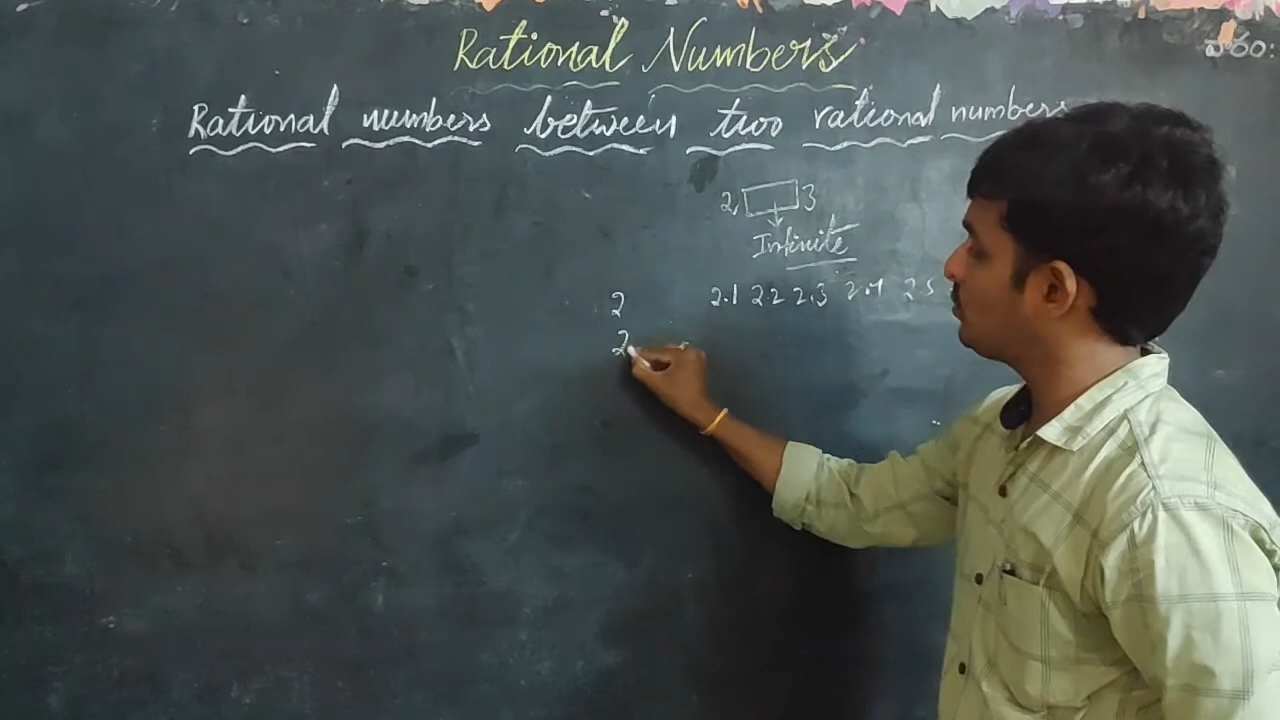 Rational Numbers
వారం:
Rational numbers between two rational numbers
2, 3
Infinite
2 2.1 2.2 2.3 2.4 2.5
2